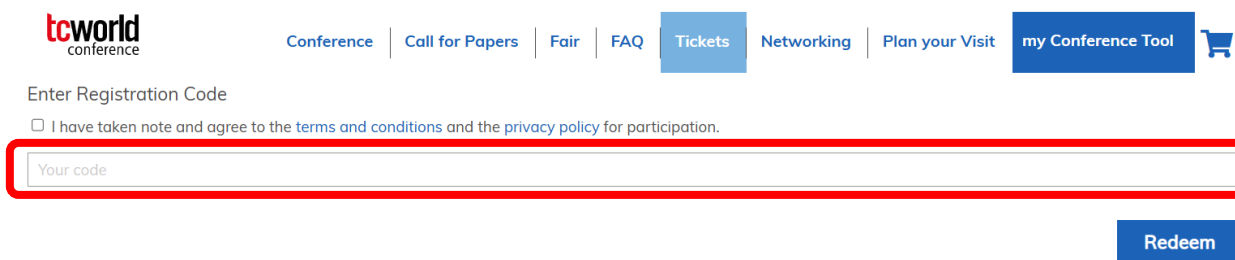 tcworld
conference
Conference Call for Papers Fair FAQ Tickets Networking Plan your Visit my Conference Tool
Enter Registration Code
I have taken note and agree to the terms and conditions and the privacy policy for participation.
Your code
Redeem